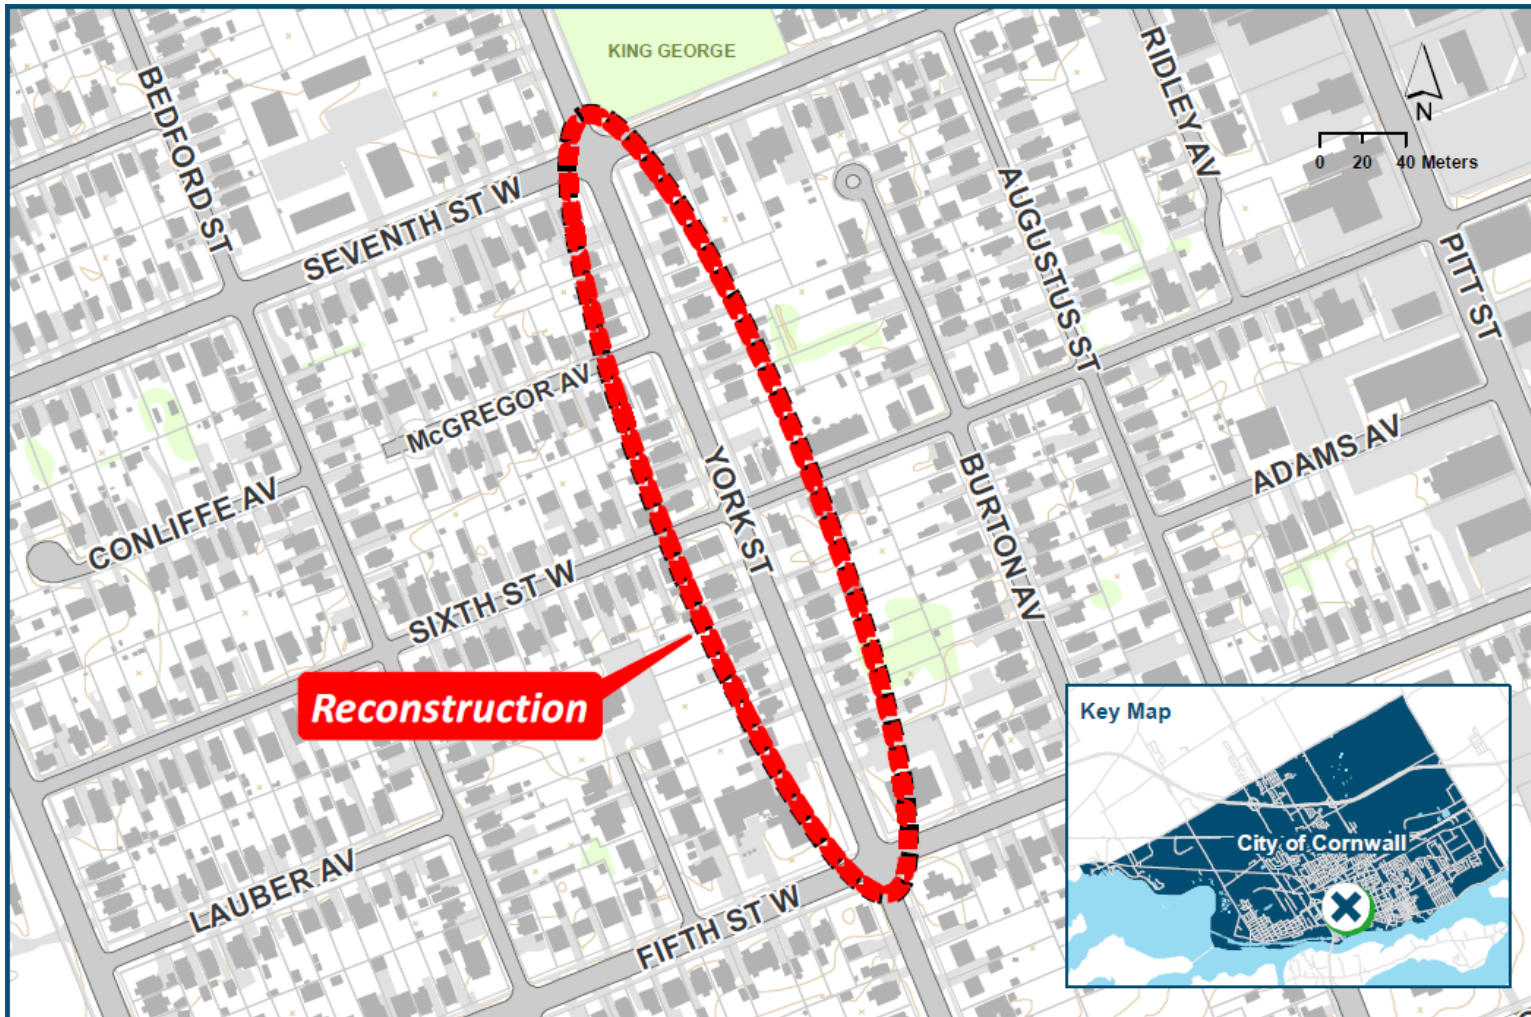 KING GEORGE
RIDLEY AV
BEDFORD ST
N
0 20 40 Meters
SEVENTH ST W
AUGUSTUS ST
PITT ST
McGREGOR AV
ADAMS AV
YORK ST
BURTON AV
CONLIFFE AV
SIXTH ST W
Reconstruction
Key Map
City of Cornwall
LAUBER AV
FIFTH ST W